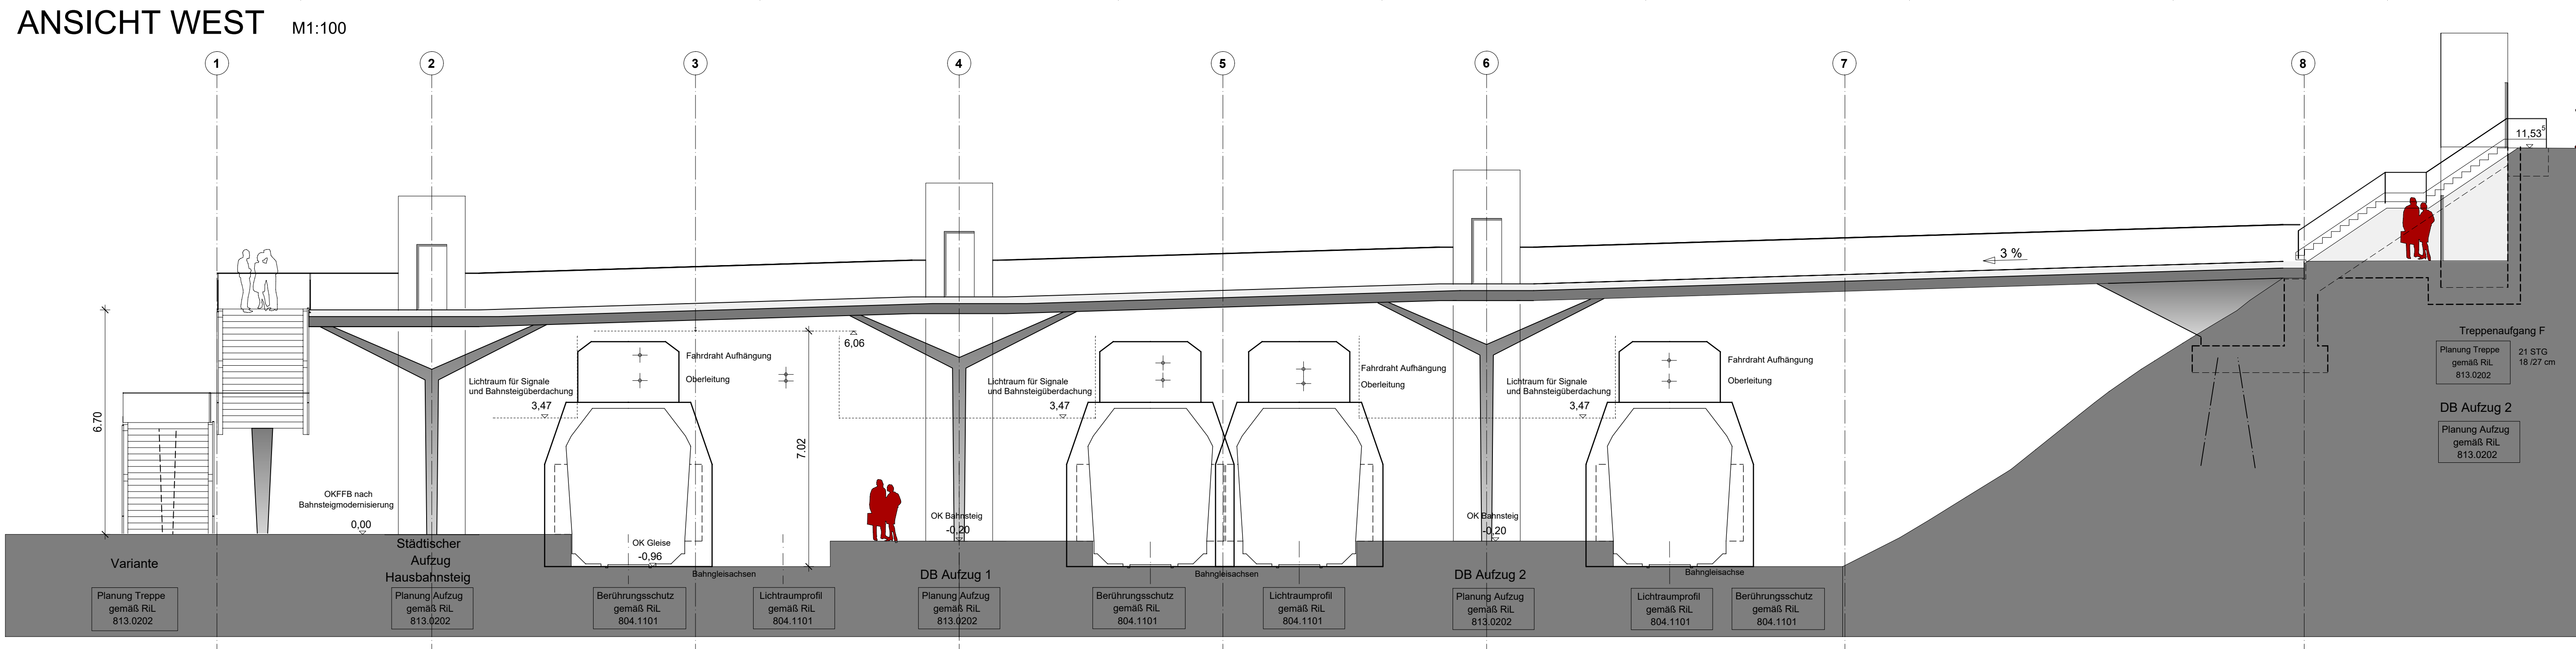 ANSICHT WEST M1:100
1 2 3 4 5 6 7 8
11,53⁵
3 %
6.70
6,06
Fahrdraht Aufhängung
Oberleitung
Lichtraum für Signale
und Bahnsteigüberdachung
3,47
7.02
Lichtraum für Signale
und Bahnsteigüberdachung
3,47
Fahrdraht Aufhängung
Oberleitung
Lichtraum für Signale
und Bahnsteigüberdachung
3,47
Fahrdraht Aufhängung
Oberleitung
Treppenaufgang F
Planung Treppe
gemäß RiL
813.0202
21 STG
18 /27 cm
DB Aufzug 2
Planung Aufzug
gemäß RiL
813.0202
OKFFB nach
Bahnsteigmodernisierung
0,00
OK Gleise
-0,96
OK Bahnsteig
-0,20
OK Bahnsteig
-0,20
Variante
Planung Treppe
gemäß RiL
813.0202
Städtischer
Aufzug
Hausbahnsteig
Planung Aufzug
gemäß RiL
813.0202
Berührungsschutz
gemäß RiL
804.1101
Bahngleisachsen
Lichtraumprofil
gemäß RiL
804.1101
DB Aufzug 1
Planung Aufzug
gemäß RiL
813.0202
Berührungsschutz
gemäß RiL
804.1101
Bahngleisachsen
Lichtraumprofil
gemäß RiL
804.1101
DB Aufzug 2
Planung Aufzug
gemäß RiL
813.0202
Bahngleisachse
Lichtraumprofil
gemäß RiL
804.1101
Berührungsschutz
gemäß RiL
804.1101